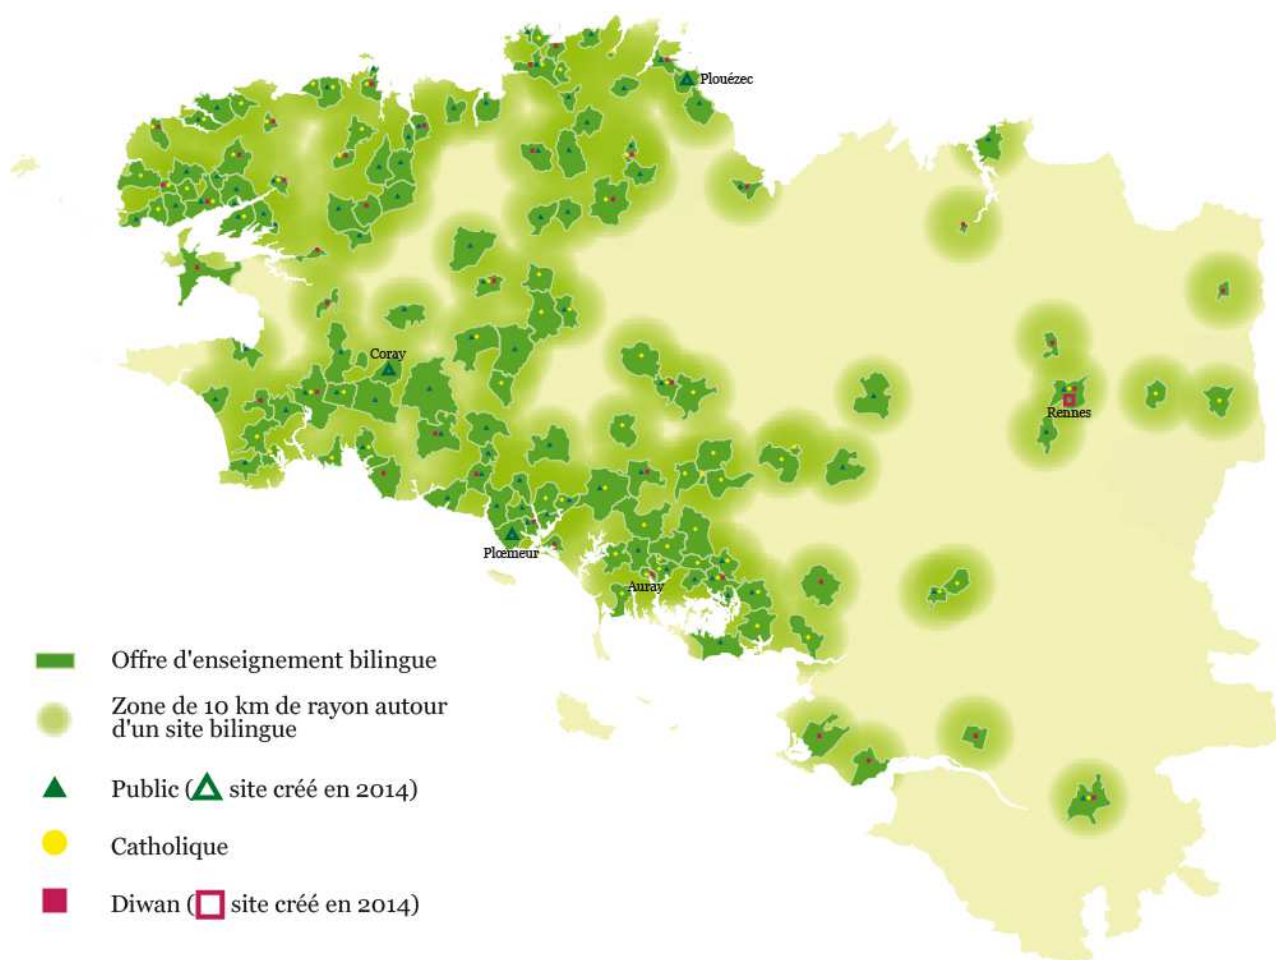 Plouézec
Coray
Rennes
Plœmeur
Auray
Offre d'enseignement bilingue
Zone de 10 km de rayon autour
d'un site bilingue
Public ( site créé en 2014)
Catholique
Diwan ( site créé en 2014)